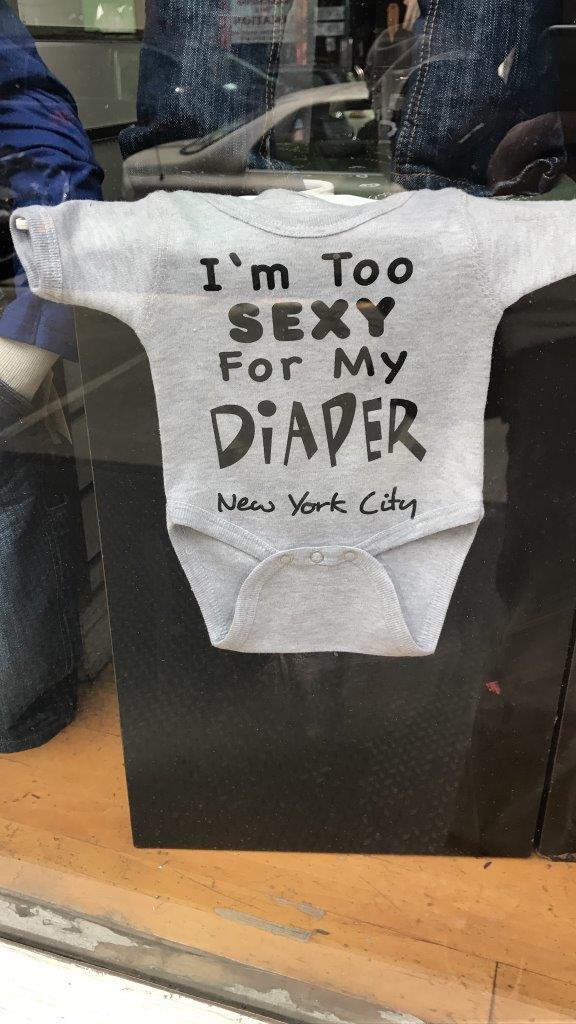 I'm Too
SEXY
For My
DiAPER
New York City